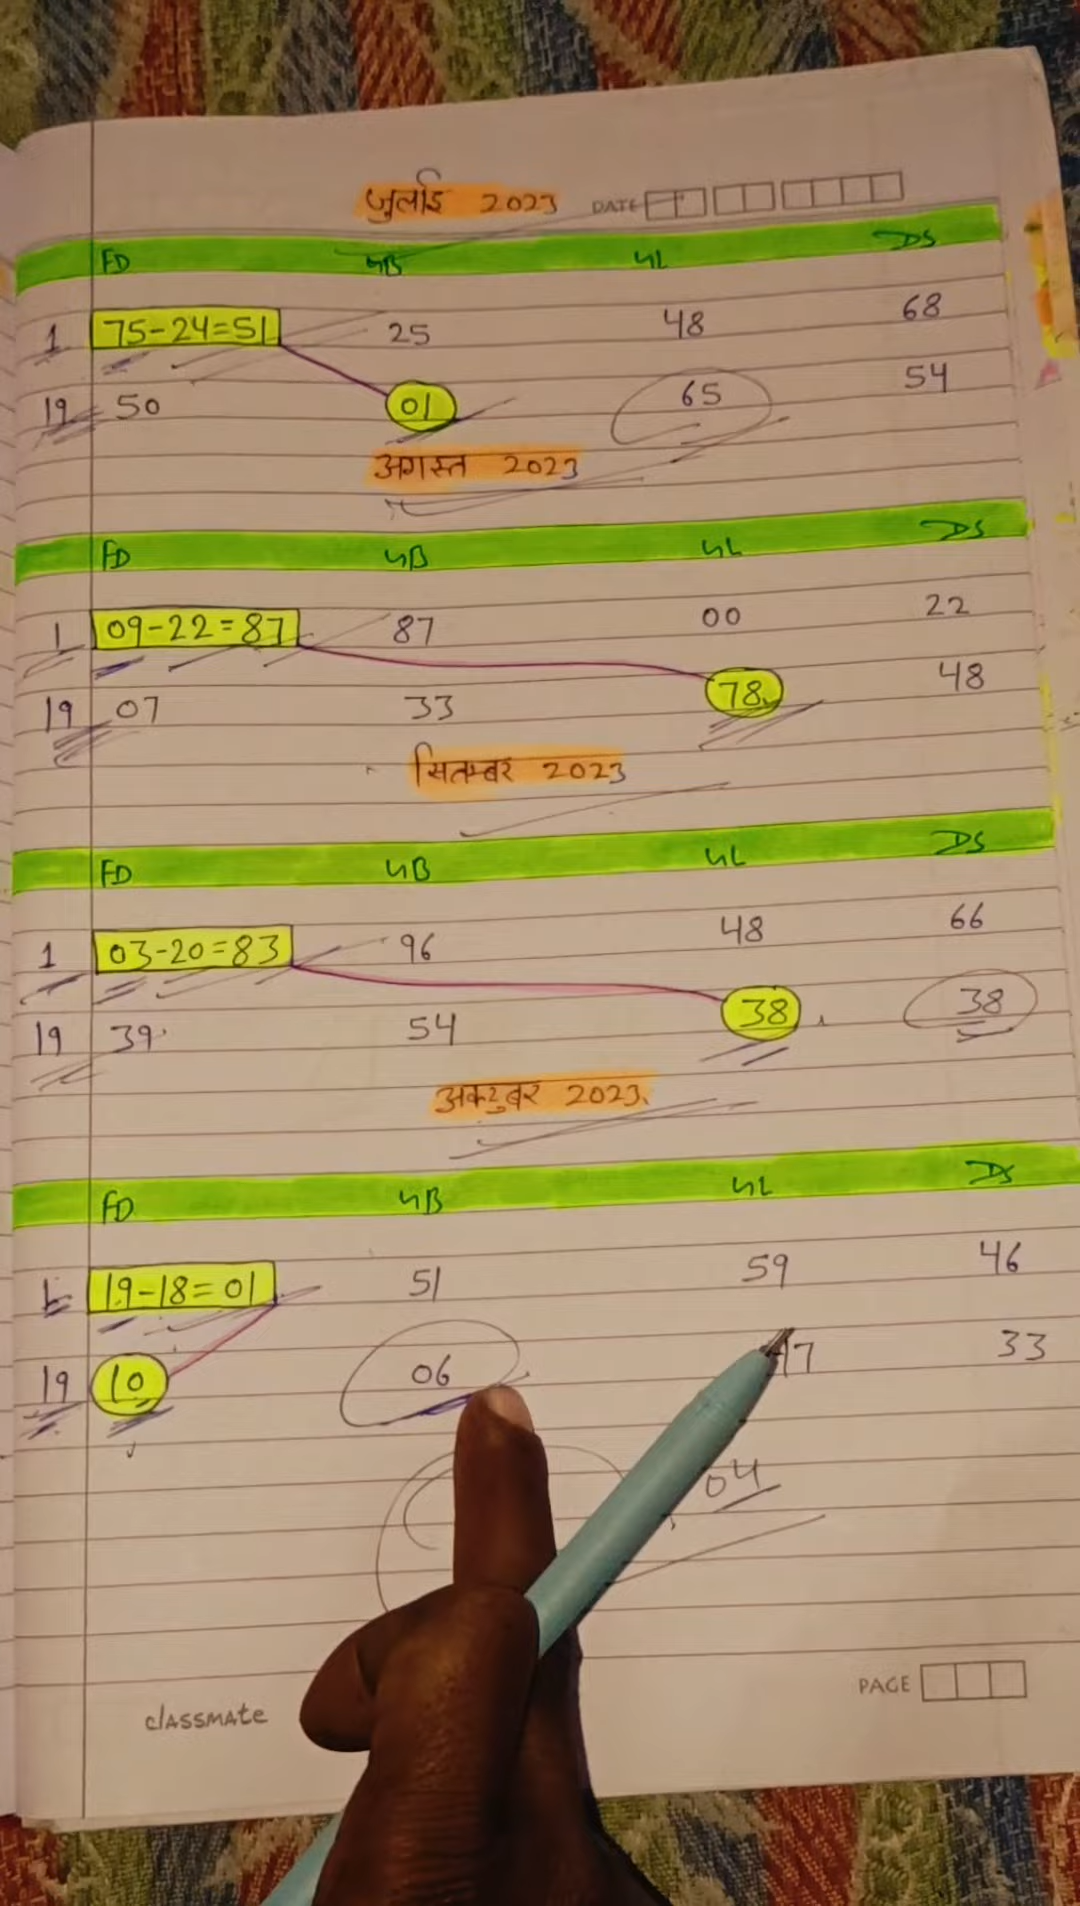 जुलाई 2023 DATE
FD GB GL DS
1 75-24=51 25 48 68
19 50 01 65 54
अगस्त 2023
FD GB GL DS
1 09-22=87 87 00 22
19 07 33 78 48
सितम्बर 2023
FD GB GL DS
1 03-20=83 96 48 66
19 39 54 38 38
अक्टुबर 2023
FD GB GL DS
1 19-18=01 51 59 46
19 10 06 33
04
PAGE
classmate